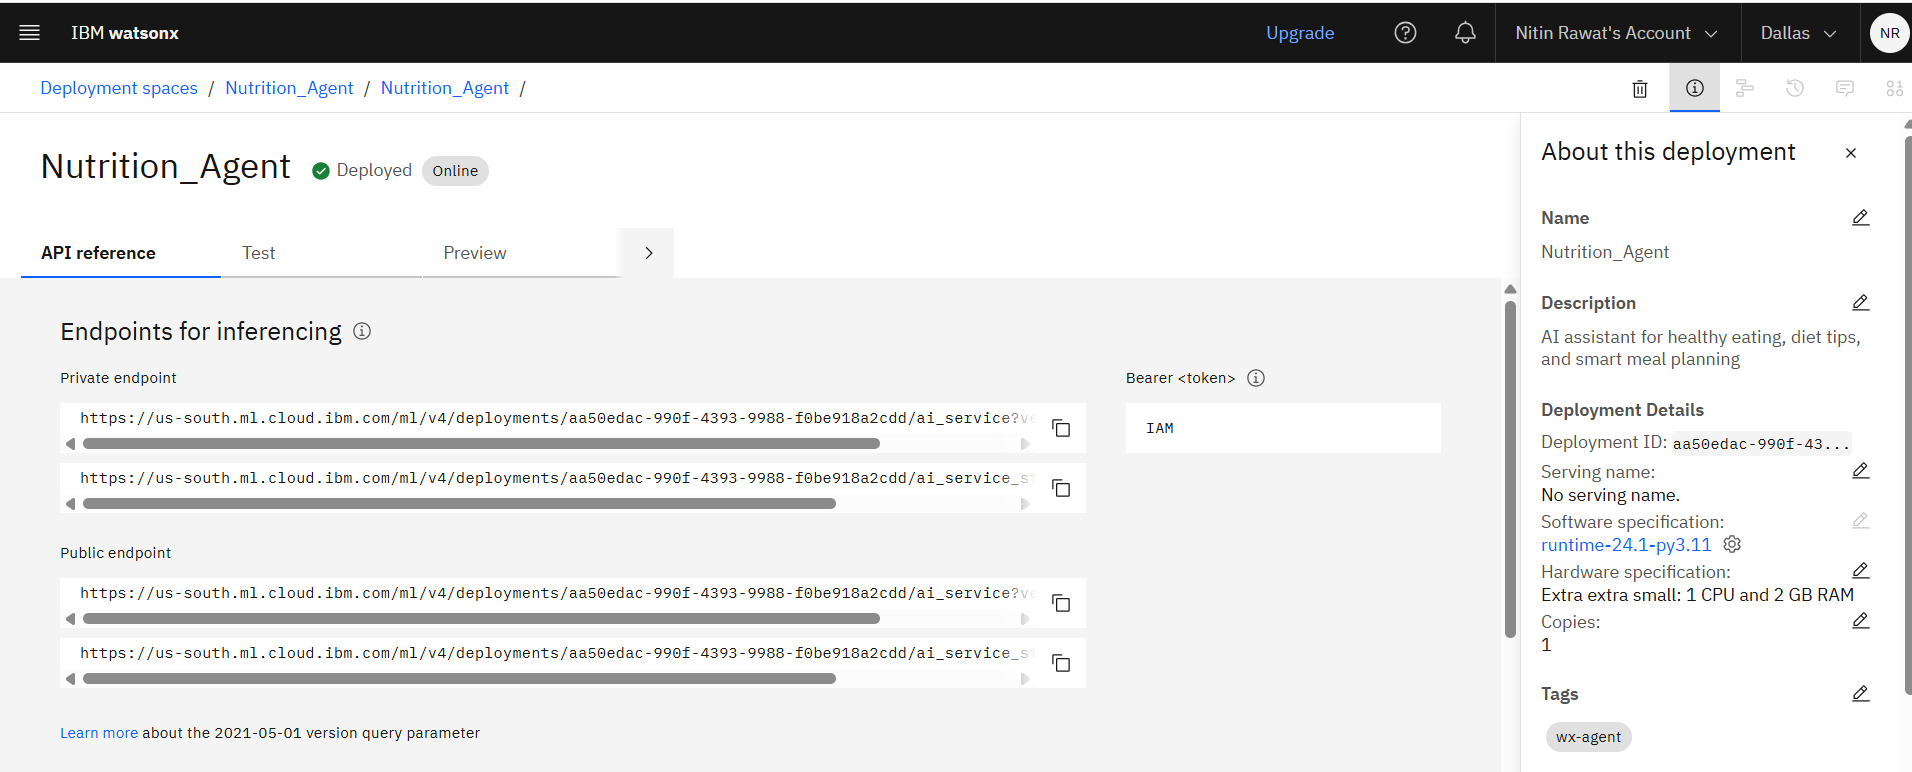 IBM watsonx
Upgrade
Nitin Rawat's Account
Dallas
NR
Deployment spaces / Nutrition_Agent / Nutrition_Agent /
Nutrition_Agent
Deployed
Online
API reference
Test
Preview
Endpoints for inferencing
Private endpoint
https://us-south.ml.cloud.ibm.com/ml/v4/deployments/aa50edac-990f-4393-9988-f0be918a2cdd/ai_service?ve
https://us-south.ml.cloud.ibm.com/ml/v4/deployments/aa50edac-990f-4393-9988-f0be918a2cdd/ai_service_st
Bearer <token>
IAM
Public endpoint
https://us-south.ml.cloud.ibm.com/ml/v4/deployments/aa50edac-990f-4393-9988-f0be918a2cdd/ai_service?ve
https://us-south.ml.cloud.ibm.com/ml/v4/deployments/aa50edac-990f-4393-9988-f0be918a2cdd/ai_service_st
Learn more about the 2021-05-01 version query parameter
About this deployment
Name
Nutrition_Agent
Description
AI assistant for healthy eating, diet tips,
and smart meal planning
Deployment Details
Deployment ID: aa50edac-990f-43...
Serving name:
No serving name.
Software specification:
runtime-24.1-py3.11
Hardware specification:
Extra extra small: 1 CPU and 2 GB RAM
Copies:
1
Tags
wx-agent